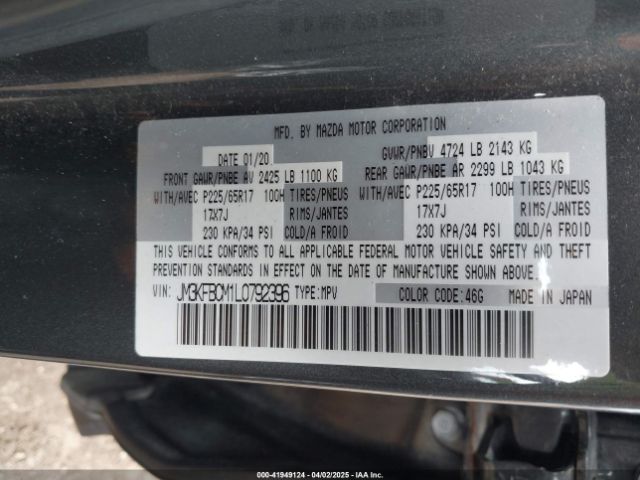 MFD. BY MAZDA MOTOR CORPORATION
DATE 01/20 GVWR/PNBV 4724 LB 2143 KG
FRONT GAWR/PNBE AV 2425 LB 1100 KG REAR GAWR/PNBE AR 2299 LB 1043 KG
WITH/AVEC P225/65R17 100H TIRES/PNEUS WITH/AVEC P225/65R17 100H TIRES/PNEUS
17X7J RIMS/JANTES 17X7J RIMS/JANTES
230 KPA/34 PSI COLD/A FROID 230 KPA/34 PSI COLD/A FROID
THIS VEHICLE CONFORMS TO ALL APPLICABLE FEDERAL MOTOR VEHICLE SAFETY AND THEFT
PREVENTION STANDARDS IN EFFECT ON THE DATE OF MANUFACTURE SHOWN ABOVE.
VIN: JM3KFBCM1L0792396 TYPE:MPV COLOR CODE:46G MADE IN JAPAN
000-41949124 - 04/02/2025 - www.iaai.com